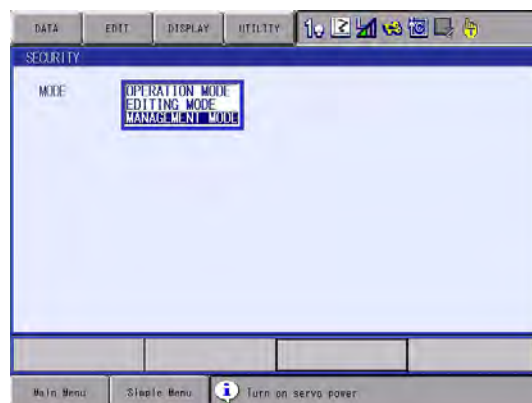 DATA EDIT DISPLAY UTILITY
SECURITY
MODE OPERATION MODE
EDITING MODE
MANAGEMENT MODE
Main Menu Simple Menu Turn on servo power